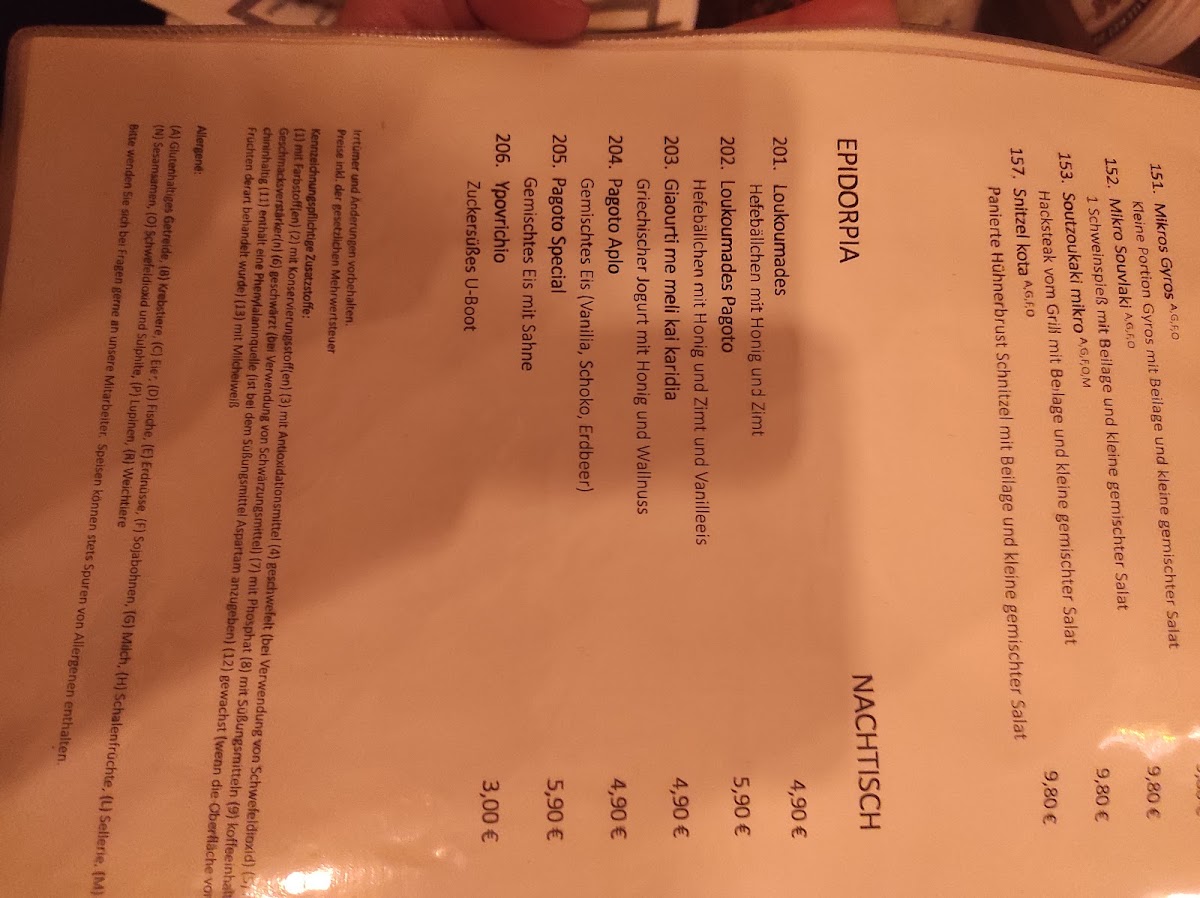 151. Mikros Gyros A,G,F,O
Kleine Portion Gyros mit Beilage und kleine gemischter Salat 9,80 €
152. Mikro Souvlaki A,G,F,O
1 Schweinspieß mit Beilage und kleine gemischter Salat 9,80 €
153. Soutzoukaki mikro A,G,F,O,M
Hacksteak vom Grill mit Beilage und kleine gemischter Salat 9,80 €
157. Snitzel kota A,G,F,O
Panierte Hühnerbrust Schnitzel mit Beilage und kleine gemischter Salat
EPIDORPIA NACHTISCH
201. Loukoumades 4,90 €
Hefebällchen mit Honig und Zimt
202. Loukoumades Pagoto 5,90 €
Hefebällchen mit Honig und Zimt und Vanilleeis
203. Giaourti me meli kai karidia 4,90 €
Griechischer Jogurt mit Honig und Wallnuss
204. Pagoto Aplo 4,90 €
Gemischtes Eis (Vanilla, Schoko, Erdbeer)
205. Pagoto Special 5,90 €
Gemischtes Eis mit Sahne
206. Ypovrichio 3,00 €
Zuckersüßes U-Boot
Irrtümer und Änderungen vorbehalten.
Preise inkl. der gesetzlichen Mehrwertsteuer
Kennzeichnungspflichtige Zusatzstoffe:
(1) mit Farbstoff(en) (2) mit Konservierungsstoff(en) (3) mit Antioxidationsmittel (4) geschwefelt (bei Verwendung von Schwefeldioxid) (5)
Geschmacksverstärker(n) (6) geschwärzt (bei Verwendung von Schwärzungsmittel) (7) mit Phosphat (8) mit Süßungsmitteln (9) koffeeinhalt
chininhaltig (11) enthält eine Phenylalaninquelle (ist bei dem Süßungsmittel Aspartam anzugeben) (12) gewachst (wenn die Oberfläche vor
Früchten derart behandelt wurde) (13) mit Milcheiweiß
Allergene:
(A) Glutenhaltiges Getreide, (B) Krebstiere, (C) Eier, (D) Fische, (E) Erdnüsse, (F) Sojabohnen, (G) Milch, (H) Schalenfrüchte, (L) Sellerie, (M)
(N) Sesamsamen, (O) Schwefeldioxid und Sulphite, (P) Lupinen, (R) Weichtiere
Bitte wenden Sie sich bei Fragen gerne an unsere Mitarbeiter. Speisen können stets Spuren von Allergenen enthalten.